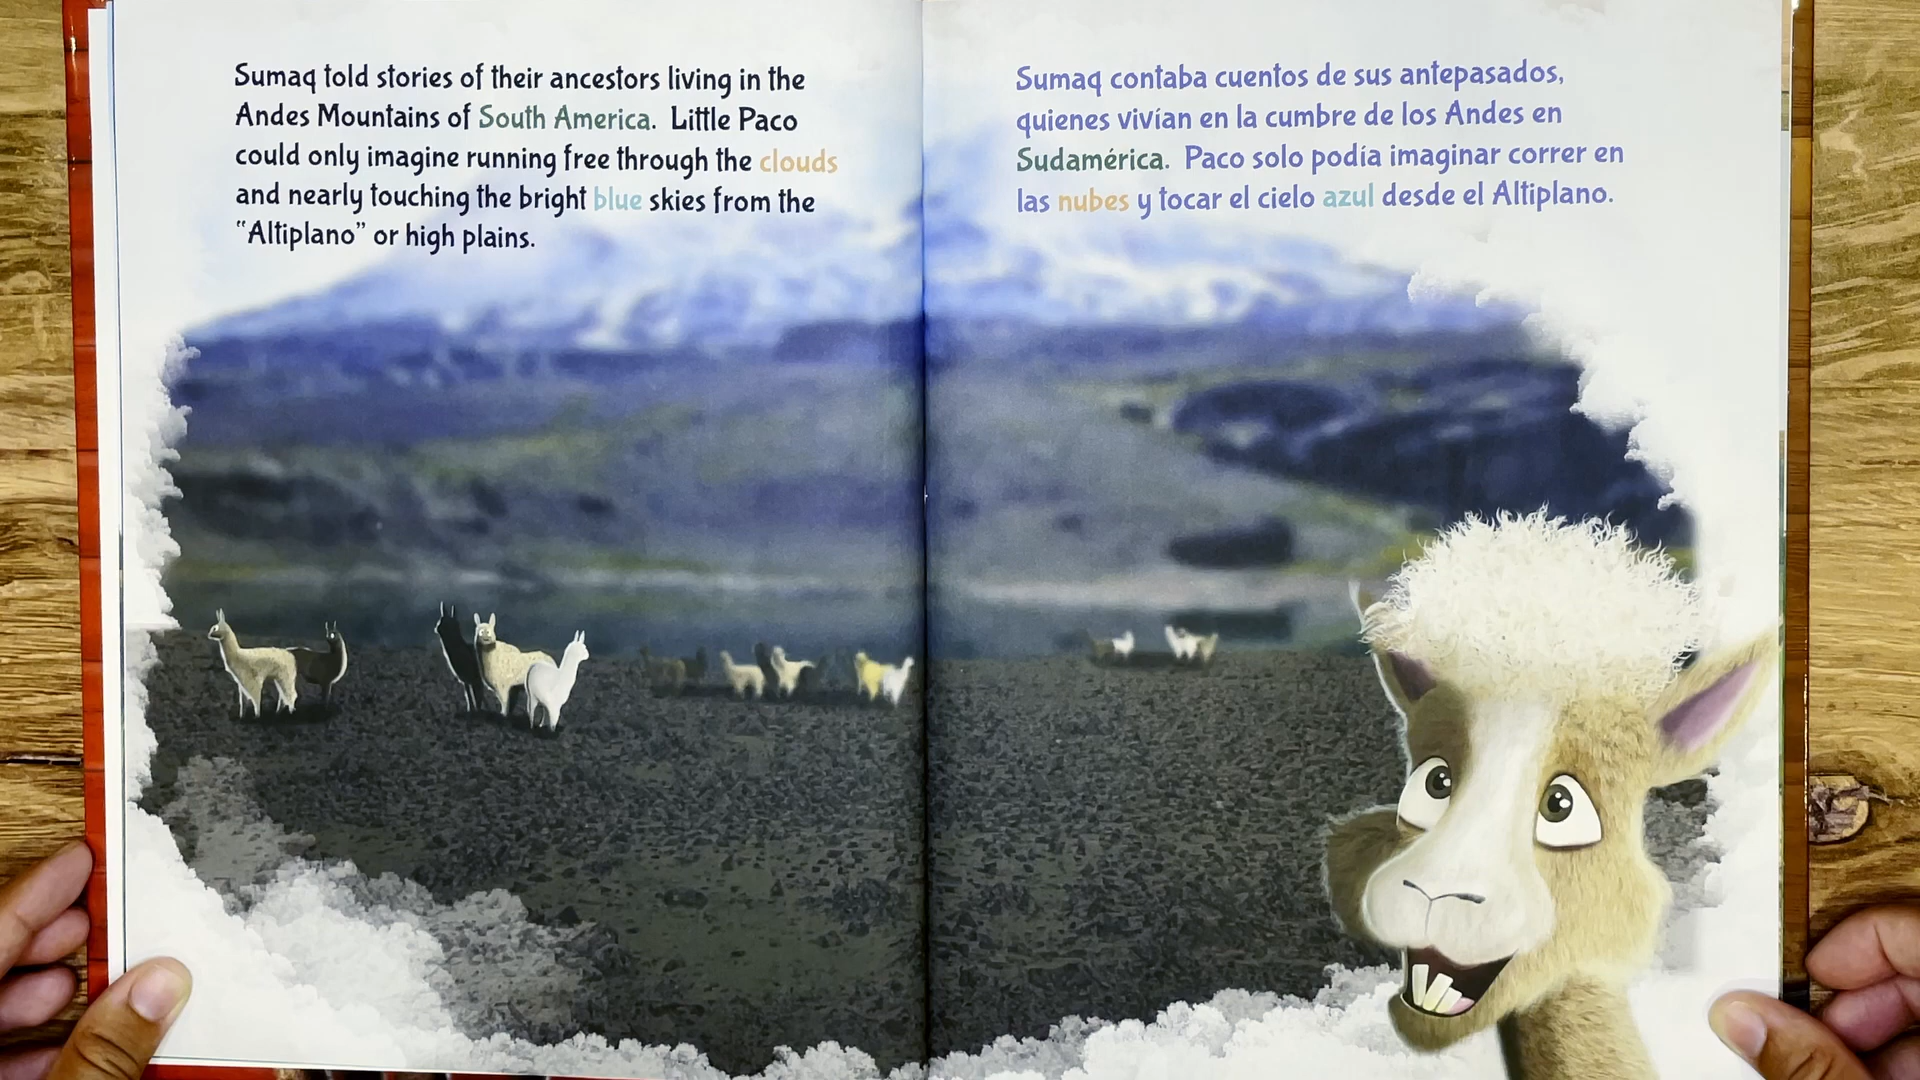 Sumaq told stories of their ancestors living in the
Andes Mountains of South America. Little Paco
could only imagine running free through the clouds
and nearly touching the bright blue skies from the
“Altiplano” or high plains.
Sumaq contaba cuentos de sus antepasados,
quienes vivían en la cumbre de los Andes en
Sudamérica. Paco solo podía imaginar correr en
las nubes y tocar el cielo azul desde el Altiplano.